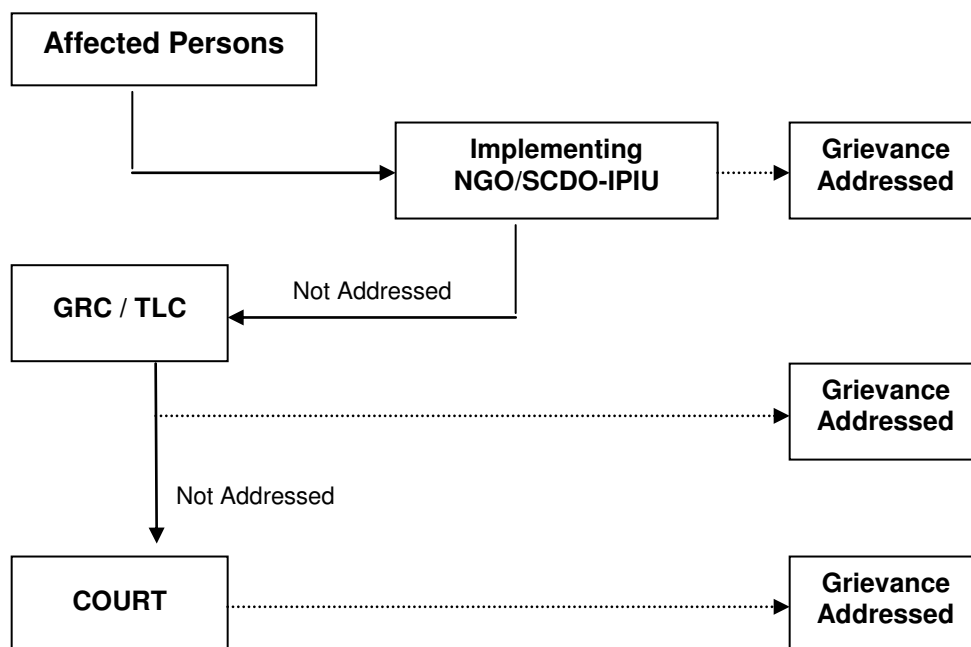 Affected Persons
Implementing
NGO/SCDO-IPIU
Grievance
Addressed
Not Addressed
GRC / TLC
Grievance
Addressed
Not Addressed
COURT
Grievance
Addressed